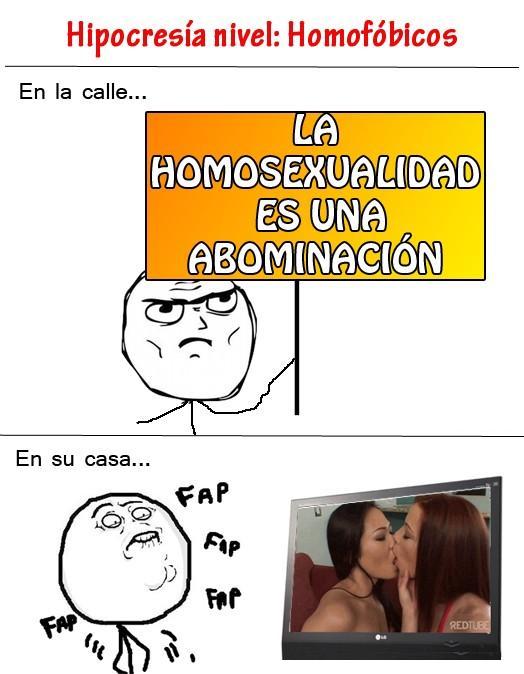 Hipocresía nivel: Homofóbicos
En la calle...
LA
HOMOSEXUALIDAD
ES UNA
ABOMINACIÓN
En su casa...
FAP
FAP
FAP
FAP
REDTUBE
LG